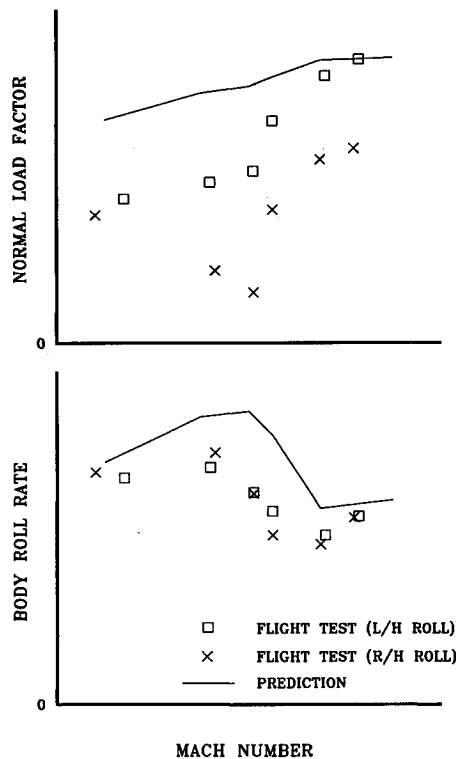 NORMAL LOAD FACTOR
0
BODY ROLL RATE
FLIGHT TEST (L/H ROLL)
FLIGHT TEST (R/H ROLL)
PREDICTION
0
MACH NUMBER